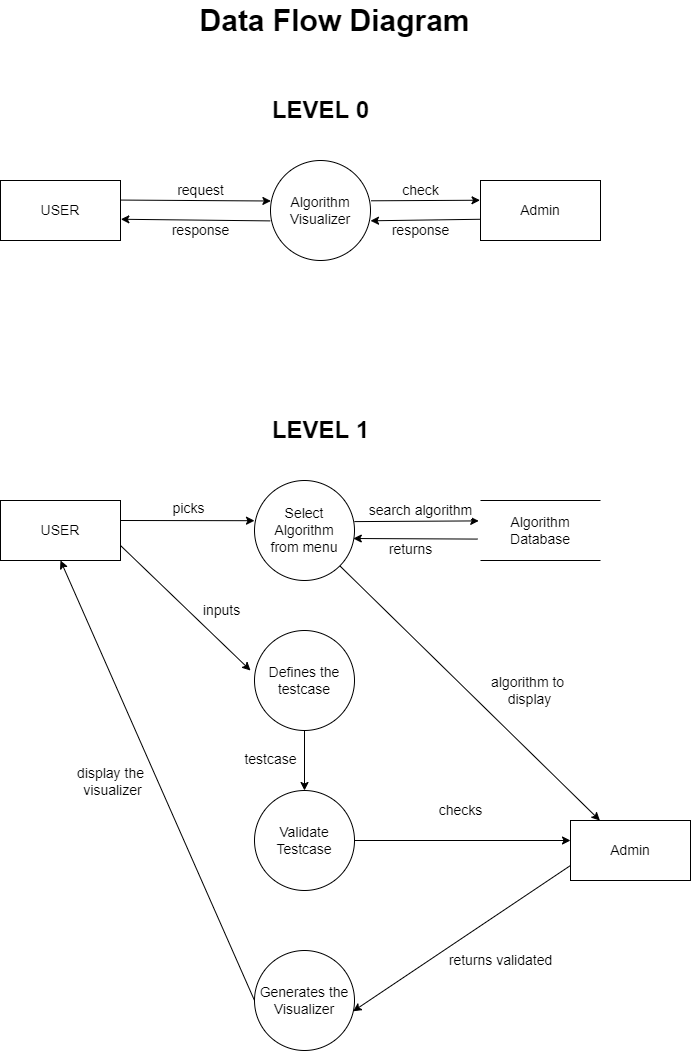 Data Flow Diagram
LEVEL 0
request
check
USER
Algorithm
Visualizer
Admin
response
response
LEVEL 1
picks
search algorithm
USER
Select
Algorithm
from menu
Algorithm
Database
returns
inputs
Defines the
testcase
algorithm to
display
testcase
display the
visualizer
checks
Validate
Testcase
Admin
returns validated
Generates the
Visualizer